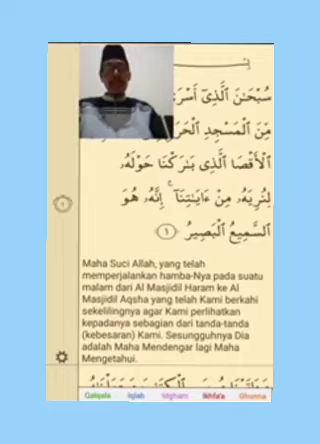 سُبْحَٰنَ ٱلَّذِىٓ أَسْرَ
مِّنَ ٱلْمَسْجِدِ ٱلْحَرَ
ٱلْأَقْصَا ٱلَّذِى بَٰرَكْنَا حَوْلَهُۥ
لِنُرِيَهُۥ مِنْ ءَايَٰتِنَآ ۚ إِنَّهُۥ هُوَ
ٱلسَّمِيعُ ٱلْبَصِيرُ ١
Maha Suci Allah, yang telah
memperjalankan hamba-Nya pada suatu
malam dari Al Masjidil Haram ke Al
Masjidil Aqsha yang telah Kami berkahi
sekelilingnya agar Kami perlihatkan
kepadanya sebagian dari tanda-tanda
(kebesaran) Kami. Sesungguhnya Dia
adalah Maha Mendengar lagi Maha
Mengetahui.
Qalqala Iqlab Idgham Ikhfa'a Ghunna